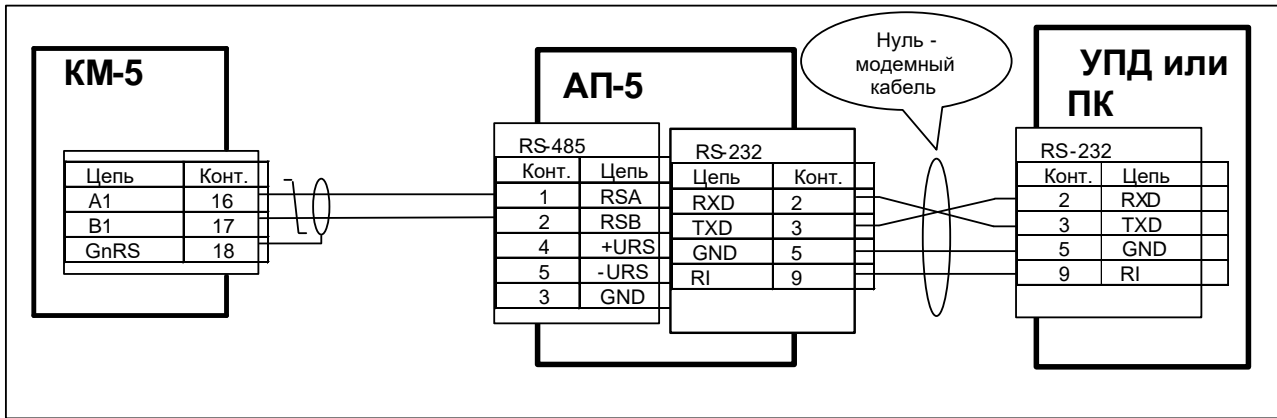 КМ-5
Цепь Конт.
A1 16
B1 17
GnRS 18
АП-5
RS-485
Конт. Цепь
1 RSA
2 RSB
4 +URS
5 -URS
3 GND
RS-232
Цепь Конт.
RXD 2
TXD 3
GND 5
RI 9
Нуль -
модемный
кабель
УПД или
ПК
RS-232
Конт. Цепь
2 RXD
3 TXD
5 GND
9 RI